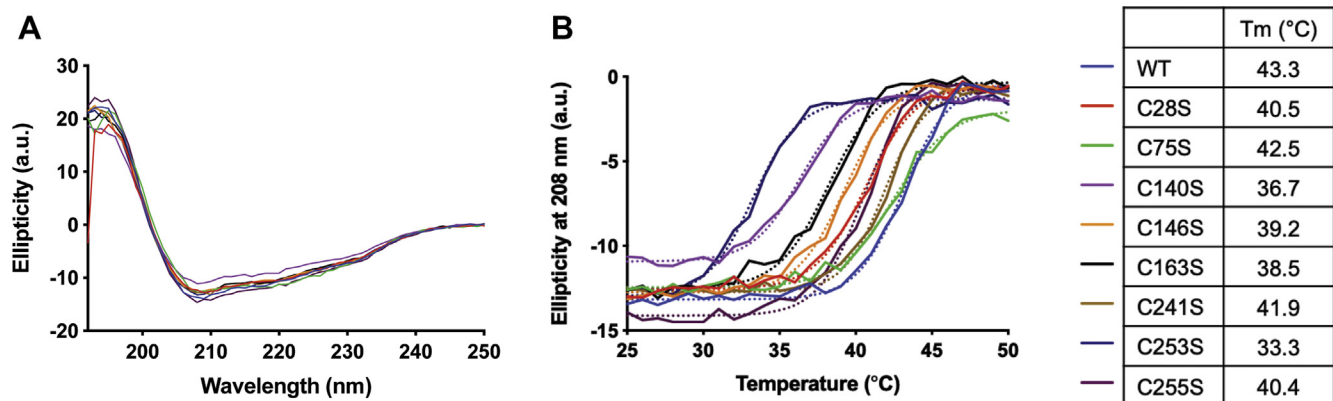 A
Ellipticity (a.u.)
30
20
10
0
-10
-20
200 210 220 230 240 250
Wavelength (nm)
B
Ellipticity at 208 nm (a.u.)
0
-5
-10
-15
25 30 35 40 45 50
Temperature (°C)
Tm (°C)
WT 43.3
C28S 40.5
C75S 42.5
C140S 36.7
C146S 39.2
C163S 38.5
C241S 41.9
C253S 33.3
C255S 40.4